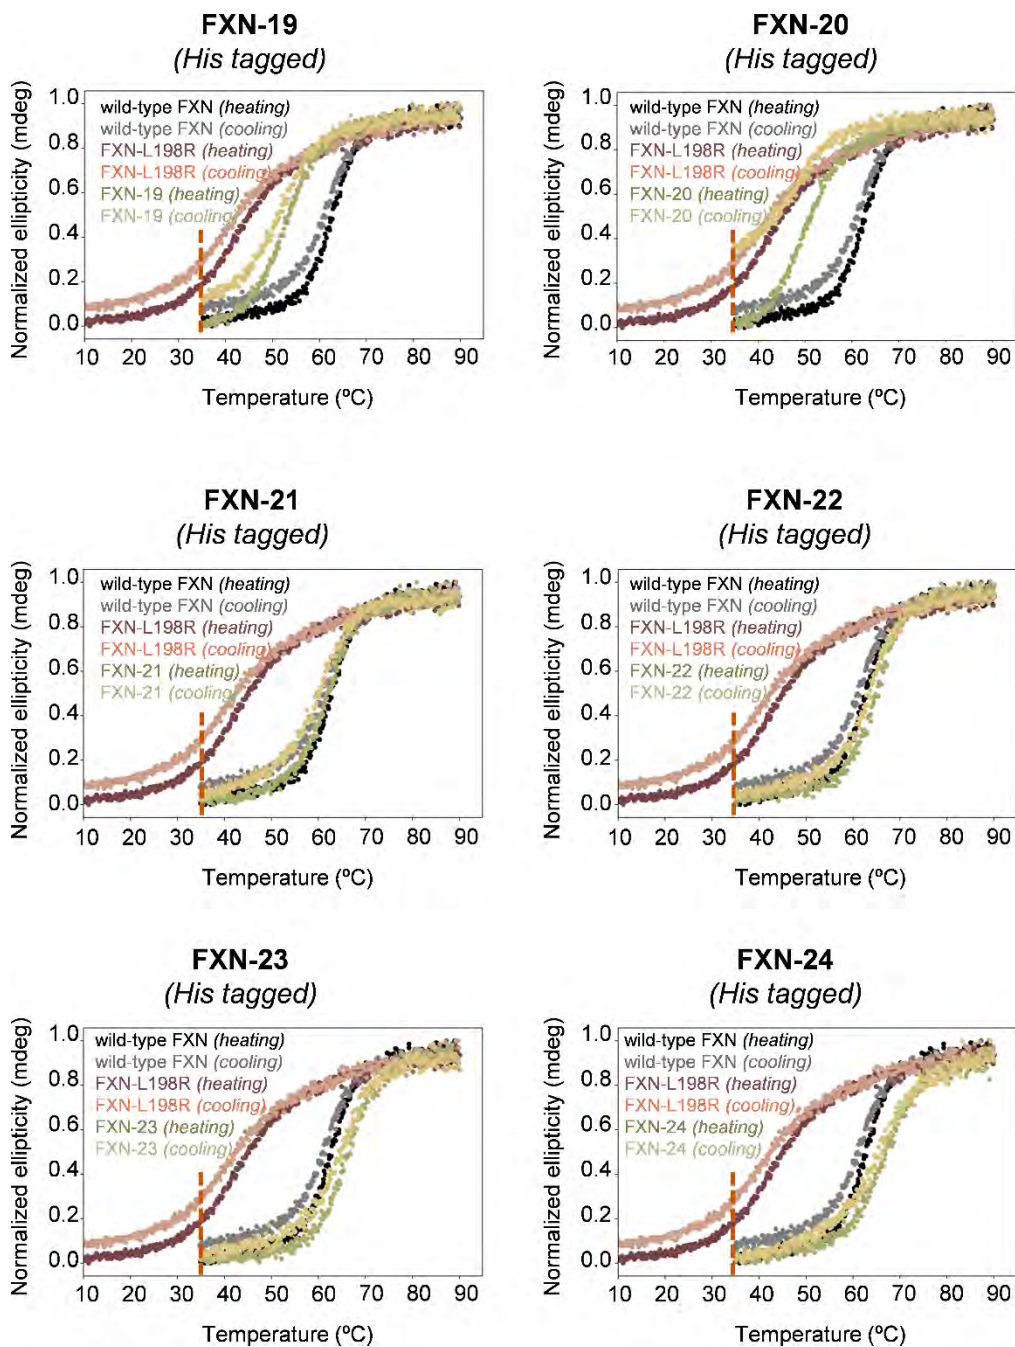 FXN-19
(His tagged)
Normalized ellipticity (mdeg)
1.0
0.8
0.6
0.4
0.2
0.0
wild-type FXN (heating)
wild-type FXN (cooling)
FXN-L198R (heating)
FXN-L198R (cooling)
FXN-19 (heating)
FXN-19 (cooling)
10 20 30 40 50 60 70 80 90
Temperature (ºC)
FXN-20
(His tagged)
Normalized ellipticity (mdeg)
1.0
0.8
0.6
0.4
0.2
0.0
wild-type FXN (heating)
wild-type FXN (cooling)
FXN-L198R (heating)
FXN-L198R (cooling)
FXN-20 (heating)
FXN-20 (cooling)
10 20 30 40 50 60 70 80 90
Temperature (ºC)
FXN-21
(His tagged)
Normalized ellipticity (mdeg)
1.0
0.8
0.6
0.4
0.2
0.0
wild-type FXN (heating)
wild-type FXN (cooling)
FXN-L198R (heating)
FXN-L198R (cooling)
FXN-21 (heating)
FXN-21 (cooling)
10 20 30 40 50 60 70 80 90
Temperature (ºC)
FXN-22
(His tagged)
Normalized ellipticity (mdeg)
1.0
0.8
0.6
0.4
0.2
0.0
wild-type FXN (heating)
wild-type FXN (cooling)
FXN-L198R (heating)
FXN-L198R (cooling)
FXN-22 (heating)
FXN-22 (cooling)
10 20 30 40 50 60 70 80 90
Temperature (ºC)
FXN-23
(His tagged)
Normalized ellipticity (mdeg)
1.0
0.8
0.6
0.4
0.2
0.0
wild-type FXN (heating)
wild-type FXN (cooling)
FXN-L198R (heating)
FXN-L198R (cooling)
FXN-23 (heating)
FXN-23 (cooling)
10 20 30 40 50 60 70 80 90
Temperature (ºC)
FXN-24
(His tagged)
Normalized ellipticity (mdeg)
1.0
0.8
0.6
0.4
0.2
0.0
wild-type FXN (heating)
wild-type FXN (cooling)
FXN-L198R (heating)
FXN-L198R (cooling)
FXN-24 (heating)
FXN-24 (cooling)
10 20 30 40 50 60 70 80 90
Temperature (ºC)